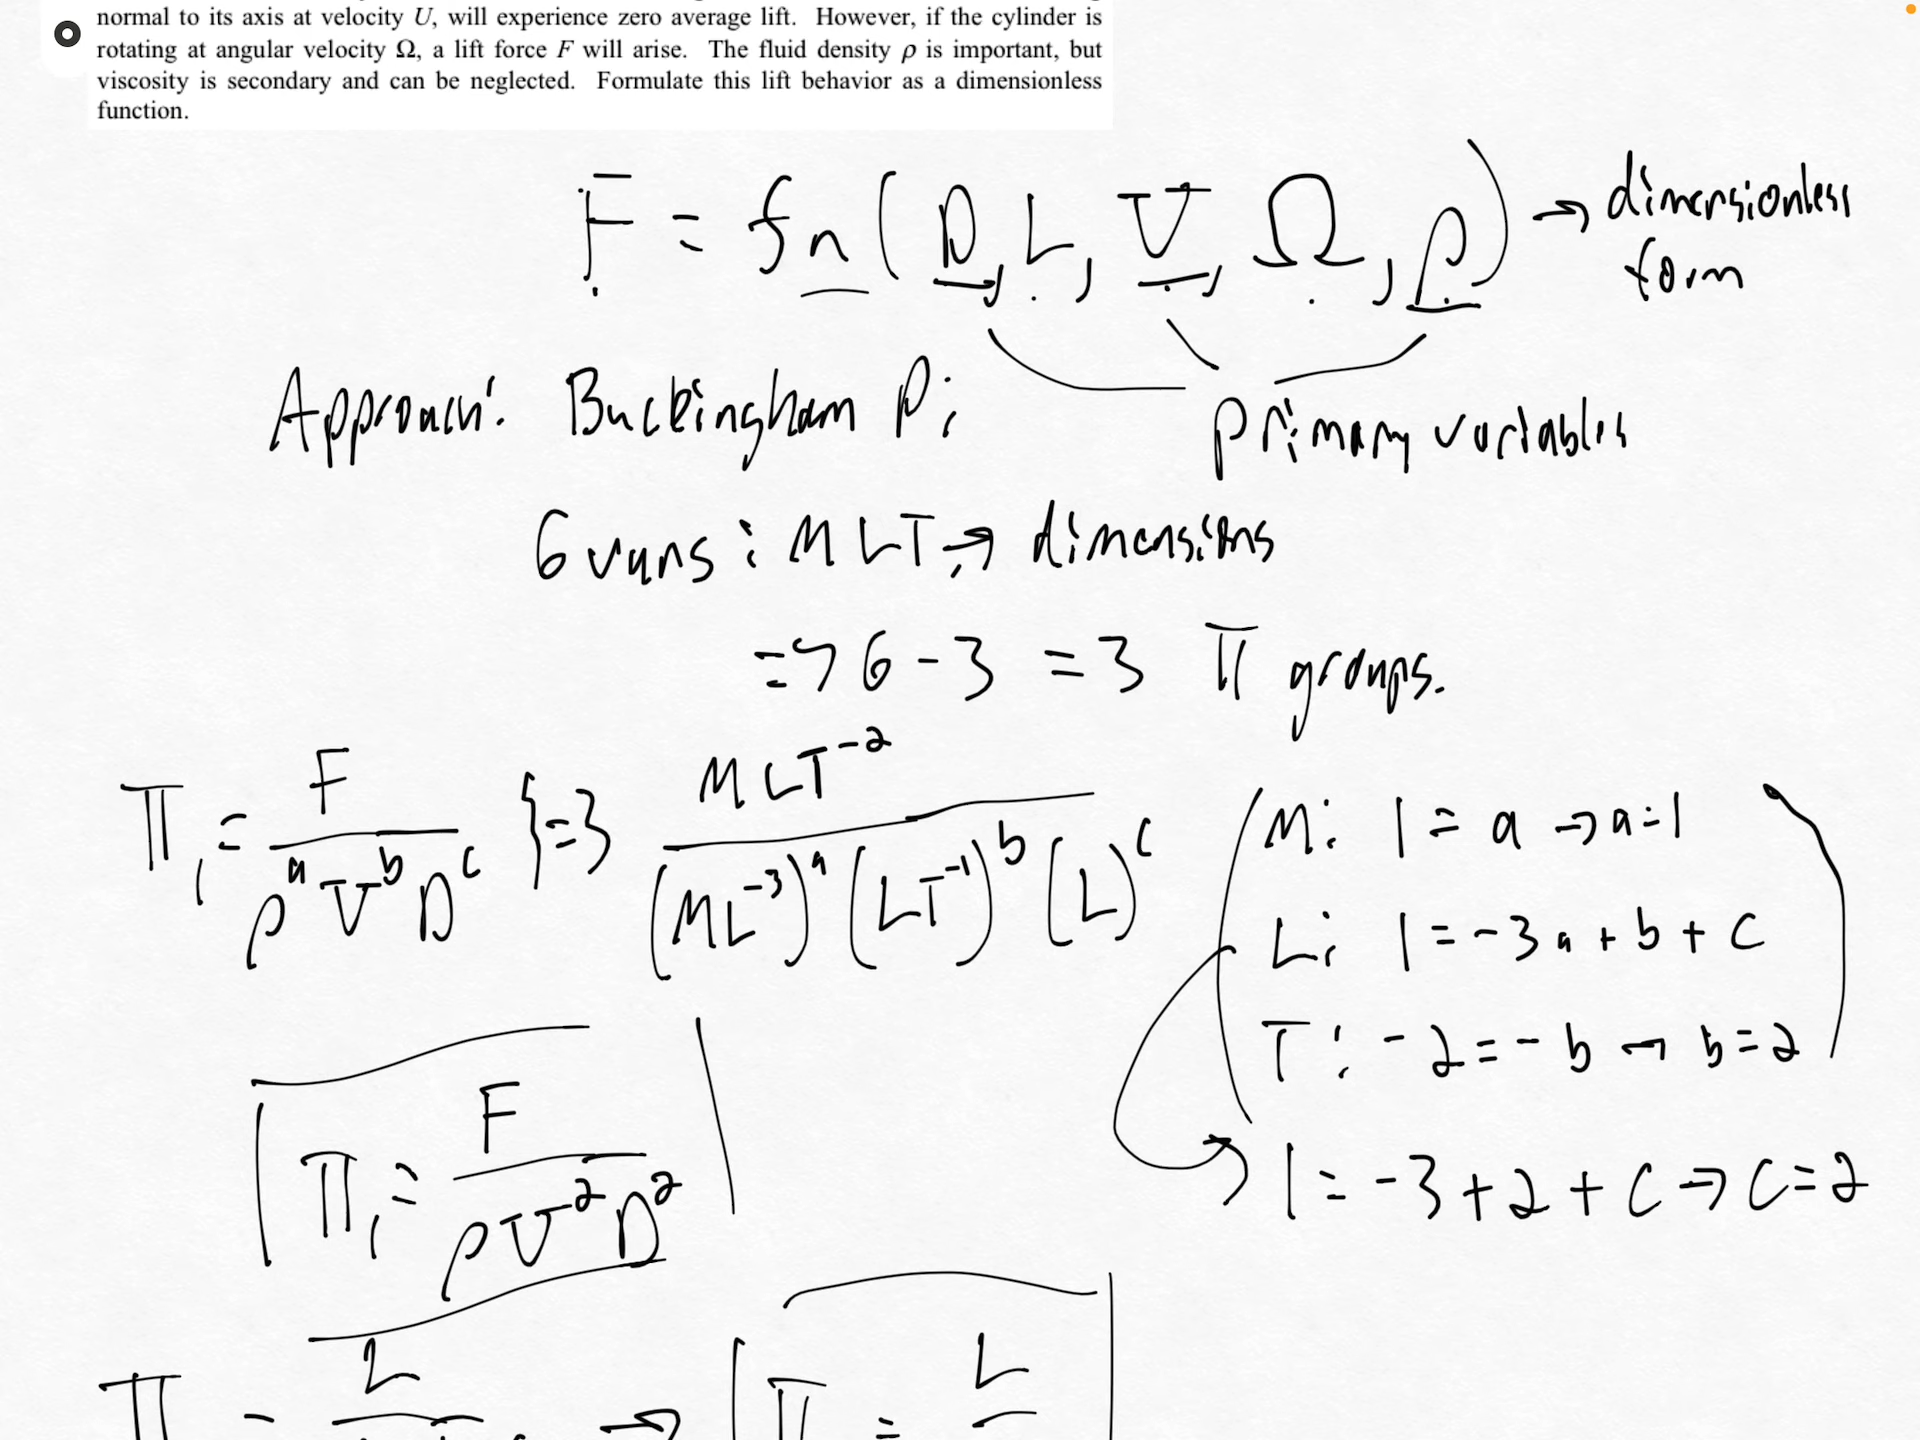 normal to its axis at velocity U, will experience zero average lift. However, if the cylinder is
rotating at angular velocity Ω, a lift force F will arise. The fluid density ρ is important, but
viscosity is secondary and can be neglected. Formulate this lift behavior as a dimensionless
function.
F = fn(D, L, U, Ω, ρ) → dimensionless
form
primary variables
Approach: Buckingham Pi
6 vars ; MLT → dimensions
=> 6 - 3 = 3 Π groups.
Π₁ = F / (ρ^a U^b D^c) } => MLT^-2 / ((ML^-3)^a (LT^-1)^b (L)^c)
M: 1 = a → a=1
L: 1 = -3a + b + c
T: -2 = -b → b=2
1 = -3 + 2 + c → c=2
Π₁ = F / (ρU²D²)
Π = L → Π = L